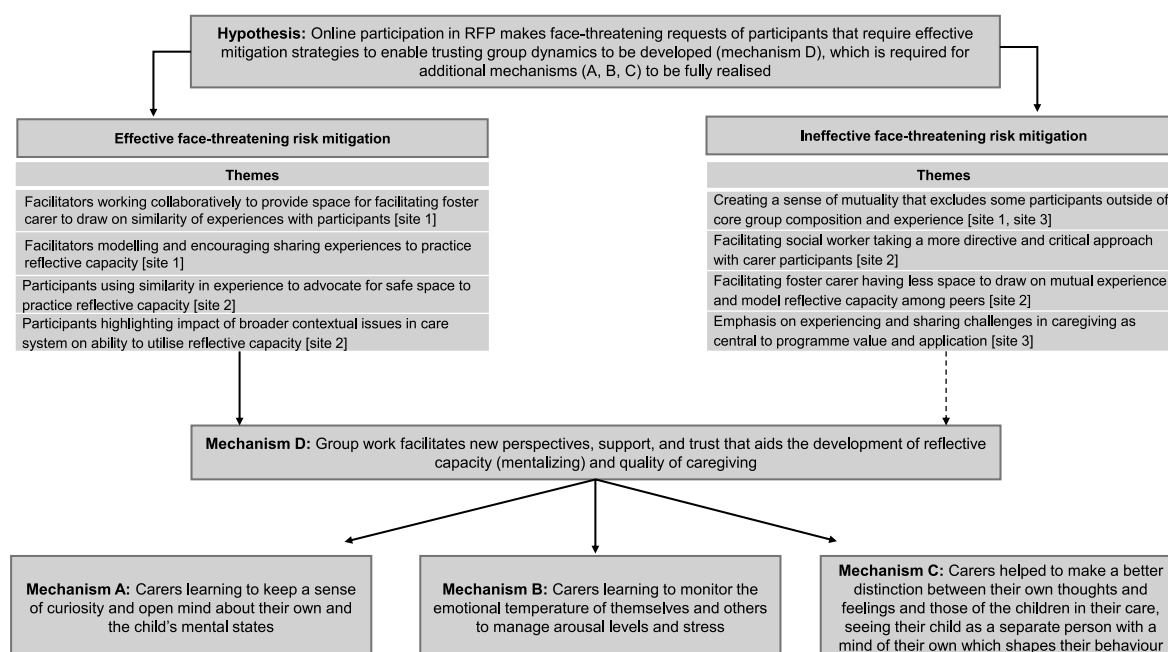 Hypothesis: Online participation in RFP makes face-threatening requests of participants that require effective
mitigation strategies to enable trusting group dynamics to be developed (mechanism D), which is required for
additional mechanisms (A, B, C) to be fully realised
Effective face-threatening risk mitigation
Themes
Facilitators working collaboratively to provide space for facilitating foster
carer to draw on similarity of experiences with participants [site 1]
Facilitators modelling and encouraging sharing experiences to practice
reflective capacity [site 1]
Participants using similarity in experience to advocate for safe space to
practice reflective capacity [site 2]
Participants highlighting impact of broader contextual issues in care
system on ability to utilise reflective capacity [site 2]
Ineffective face-threatening risk mitigation
Themes
Creating a sense of mutuality that excludes some participants outside of
core group composition and experience [site 1, site 3]
Facilitating social worker taking a more directive and critical approach
with carer participants [site 2]
Facilitating foster carer having less space to draw on mutual experience
and model reflective capacity among peers [site 2]
Emphasis on experiencing and sharing challenges in caregiving as
central to programme value and application [site 3]
Mechanism D: Group work facilitates new perspectives, support, and trust that aids the development of reflective
capacity (mentalizing) and quality of caregiving
Mechanism A: Carers learning to keep a sense
of curiosity and open mind about their own and
the child's mental states
Mechanism B: Carers learning to monitor the
emotional temperature of themselves and others
to manage arousal levels and stress
Mechanism C: Carers helped to make a better
distinction between their own thoughts and
feelings and those of the children in their care,
seeing their child as a separate person with a
mind of their own which shapes their behaviour